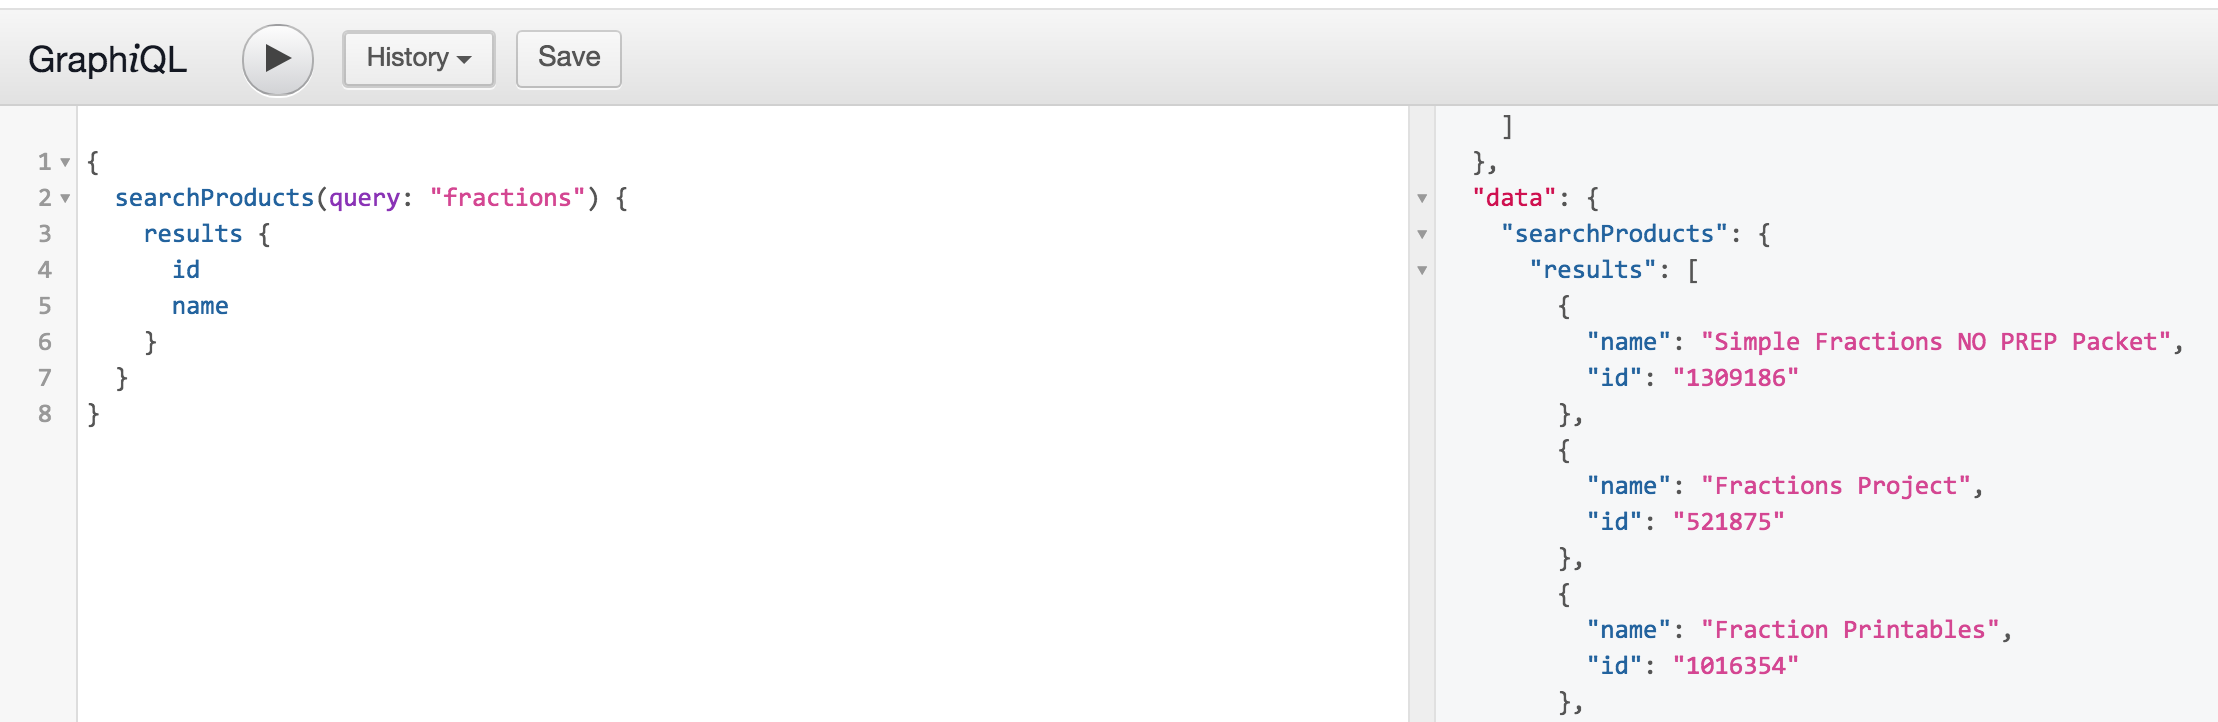 GraphiQL
History
Save
1 {
2 searchProducts(query: "fractions") {
3 results {
4 id
5 name
6 }
7 }
8 }
]
},
"data": {
"searchProducts": {
"results": [
{
"name": "Simple Fractions NO PREP Packet",
"id": "1309186"
},
{
"name": "Fractions Project",
"id": "521875"
},
{
"name": "Fraction Printables",
"id": "1016354"
},